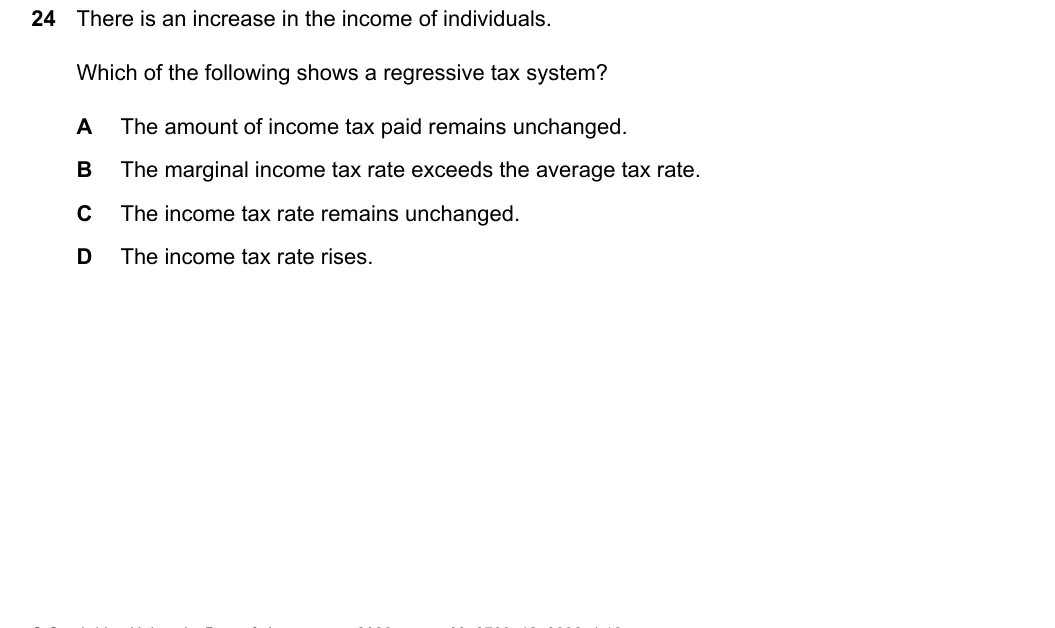 24 There is an increase in the income of individuals.
Which of the following shows a regressive tax system?
A The amount of income tax paid remains unchanged.
B The marginal income tax rate exceeds the average tax rate.
C The income tax rate remains unchanged.
D The income tax rate rises.